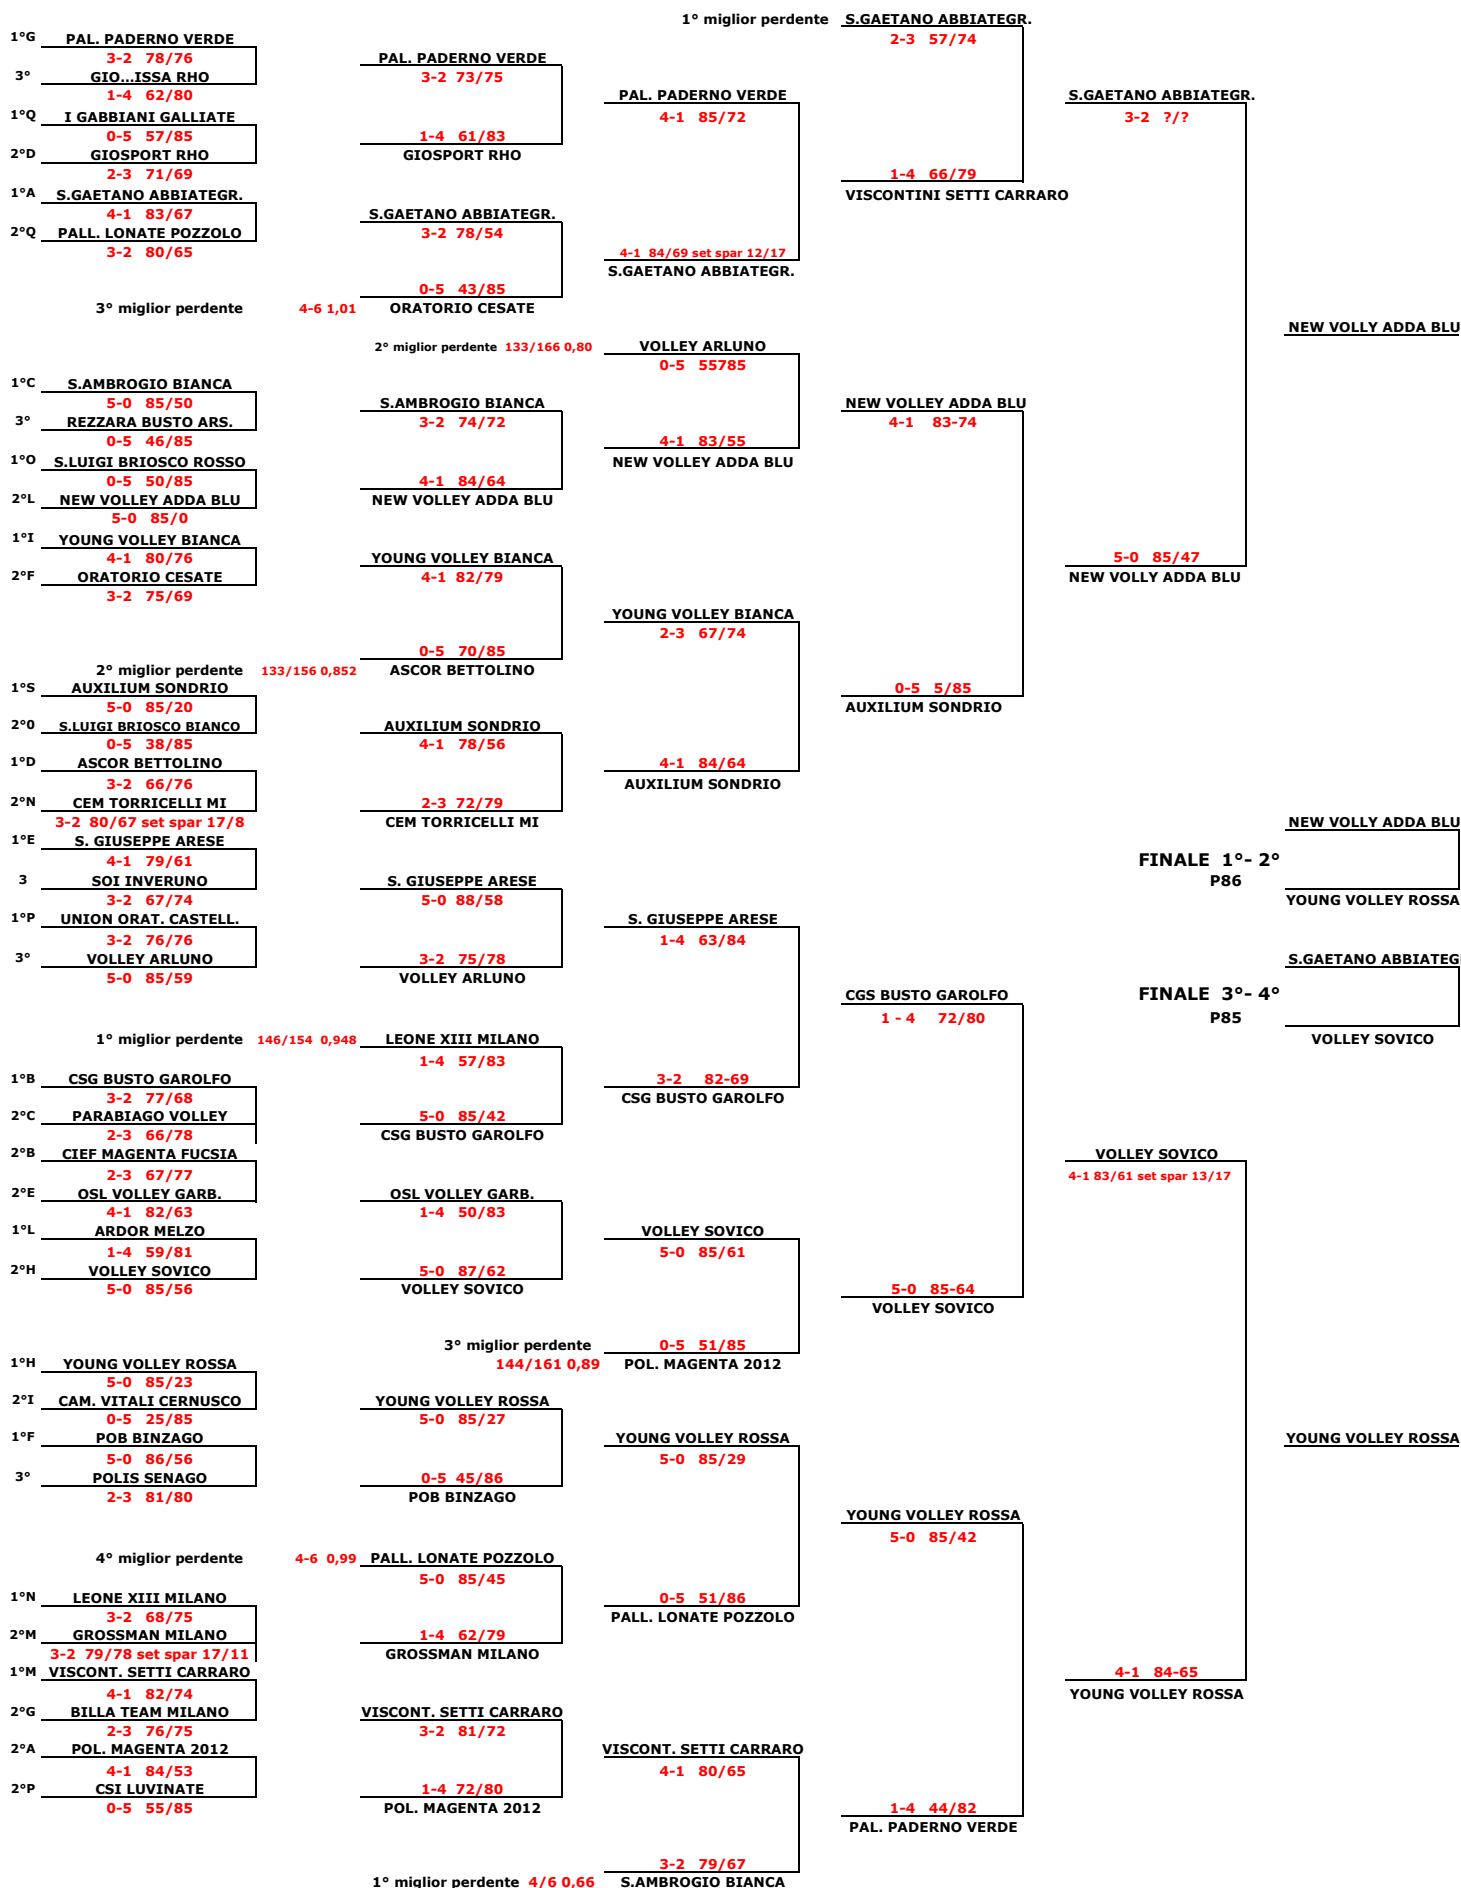 1° miglior perdente S.GAETANO ABBIATEGR.
2-3 57/74
1°G PAL. PADERNO VERDE
3-2 78/76
3° GIO...ISSA RHO
1-4 62/80
1°Q I GABBIANI GALLIATE
0-5 57/85
2°D GIOSPORT RHO
2-3 71/69
1°A S.GAETANO ABBIATEGR.
4-1 83/67
2°Q PALL. LONATE POZZOLO
3-2 80/65
3° miglior perdente 4-6 1,01
PAL. PADERNO VERDE
3-2 73/75
1-4 61/83
GIOSPORT RHO
S.GAETANO ABBIATEGR.
3-2 78/54
0-5 43/85
ORATORIO CESATE
PAL. PADERNO VERDE
4-1 85/72
4-1 84/69 set spar 12/17
S.GAETANO ABBIATEGR.
1-4 66/79
VISCONTINI SETTI CARRARO
S.GAETANO ABBIATEGR.
3-2 ?/?
NEW VOLLY ADDA BLU
2° miglior perdente 133/166 0,80 VOLLEY ARLUNO
0-5 55785
1°C S.AMBROGIO BIANCA
5-0 85/50
3° REZZARA BUSTO ARS.
0-5 46/85
1°O S.LUIGI BRIOSCO ROSSO
0-5 50/85
2°L NEW VOLLEY ADDA BLU
5-0 85/0
1°I YOUNG VOLLEY BIANCA
4-1 80/76
2°F ORATORIO CESATE
3-2 75/69
2° miglior perdente 133/156 0,852
S.AMBROGIO BIANCA
3-2 74/72
4-1 84/64
NEW VOLLEY ADDA BLU
YOUNG VOLLEY BIANCA
4-1 82/79
0-5 70/85
ASCOR BETTOLINO
4-1 83/55
NEW VOLLEY ADDA BLU
YOUNG VOLLEY BIANCA
2-3 67/74
NEW VOLLEY ADDA BLU
4-1 83-74
0-5 5/85
AUXILIUM SONDRIO
5-0 85/47
NEW VOLLY ADDA BLU
1°S AUXILIUM SONDRIO
5-0 85/20
2°0 S.LUIGI BRIOSCO BIANCO
0-5 38/85
1°D ASCOR BETTOLINO
3-2 66/76
2°N CEM TORRICELLI MI
3-2 80/67 set spar 17/8
1°E S. GIUSEPPE ARESE
4-1 79/61
3 SOI INVERUNO
3-2 67/74
1°P UNION ORAT. CASTELL.
3-2 76/76
3° VOLLEY ARLUNO
5-0 85/59
AUXILIUM SONDRIO
4-1 78/56
2-3 72/79
CEM TORRICELLI MI
S. GIUSEPPE ARESE
5-0 88/58
3-2 75/78
VOLLEY ARLUNO
4-1 84/64
AUXILIUM SONDRIO
S. GIUSEPPE ARESE
1-4 63/84
NEW VOLLY ADDA BLU
FINALE 1°- 2°
P86
YOUNG VOLLEY ROSSA
S.GAETANO ABBIATEG
FINALE 3°- 4°
P85
VOLLEY SOVICO
1° miglior perdente 146/154 0,948 LEONE XIII MILANO
1-4 57/83
1°B CSG BUSTO GAROLFO
3-2 77/68
2°C PARABIAGO VOLLEY
2-3 66/78
2°B CIEF MAGENTA FUCSIA
2-3 67/77
2°E OSL VOLLEY GARB.
4-1 82/63
1°L ARDOR MELZO
1-4 59/81
2°H VOLLEY SOVICO
5-0 85/56
5-0 85/42
CSG BUSTO GAROLFO
OSL VOLLEY GARB.
1-4 50/83
5-0 87/62
VOLLEY SOVICO
3-2 82-69
CSG BUSTO GAROLFO
VOLLEY SOVICO
5-0 85/61
3° miglior perdente 0-5 51/85
144/161 0,89 POL. MAGENTA 2012
CGS BUSTO GAROLFO
1 - 4 72/80
5-0 85-64
VOLLEY SOVICO
VOLLEY SOVICO
4-1 83/61 set spar 13/17
1°H YOUNG VOLLEY ROSSA
5-0 85/23
2°I CAM. VITALI CERNUSCO
0-5 25/85
1°F POB BINZAGO
5-0 86/56
3° POLIS SENAGO
2-3 81/80
4° miglior perdente 4-6 0,99 PALL. LONATE POZZOLO
5-0 85/45
YOUNG VOLLEY ROSSA
5-0 85/27
0-5 45/86
POB BINZAGO
YOUNG VOLLEY ROSSA
5-0 85/29
YOUNG VOLLEY ROSSA
YOUNG VOLLEY ROSSA
5-0 85/42
1°N LEONE XIII MILANO
3-2 68/75
2°M GROSSMAN MILANO
3-2 79/78 set spar 17/11
1°M VISCONT. SETTI CARRARO
4-1 82/74
2°G BILLA TEAM MILANO
2-3 76/75
2°A POL. MAGENTA 2012
4-1 84/53
2°P CSI LUVINATE
0-5 55/85
1-4 62/79
GROSSMAN MILANO
VISCONT. SETTI CARRARO
3-2 81/72
1-4 72/80
POL. MAGENTA 2012
0-5 51/86
PALL. LONATE POZZOLO
VISCONT. SETTI CARRARO
4-1 80/65
4-1 84-65
YOUNG VOLLEY ROSSA
1-4 44/82
PAL. PADERNO VERDE
3-2 79/67
1° miglior perdente 4/6 0,66 S.AMBROGIO BIANCA